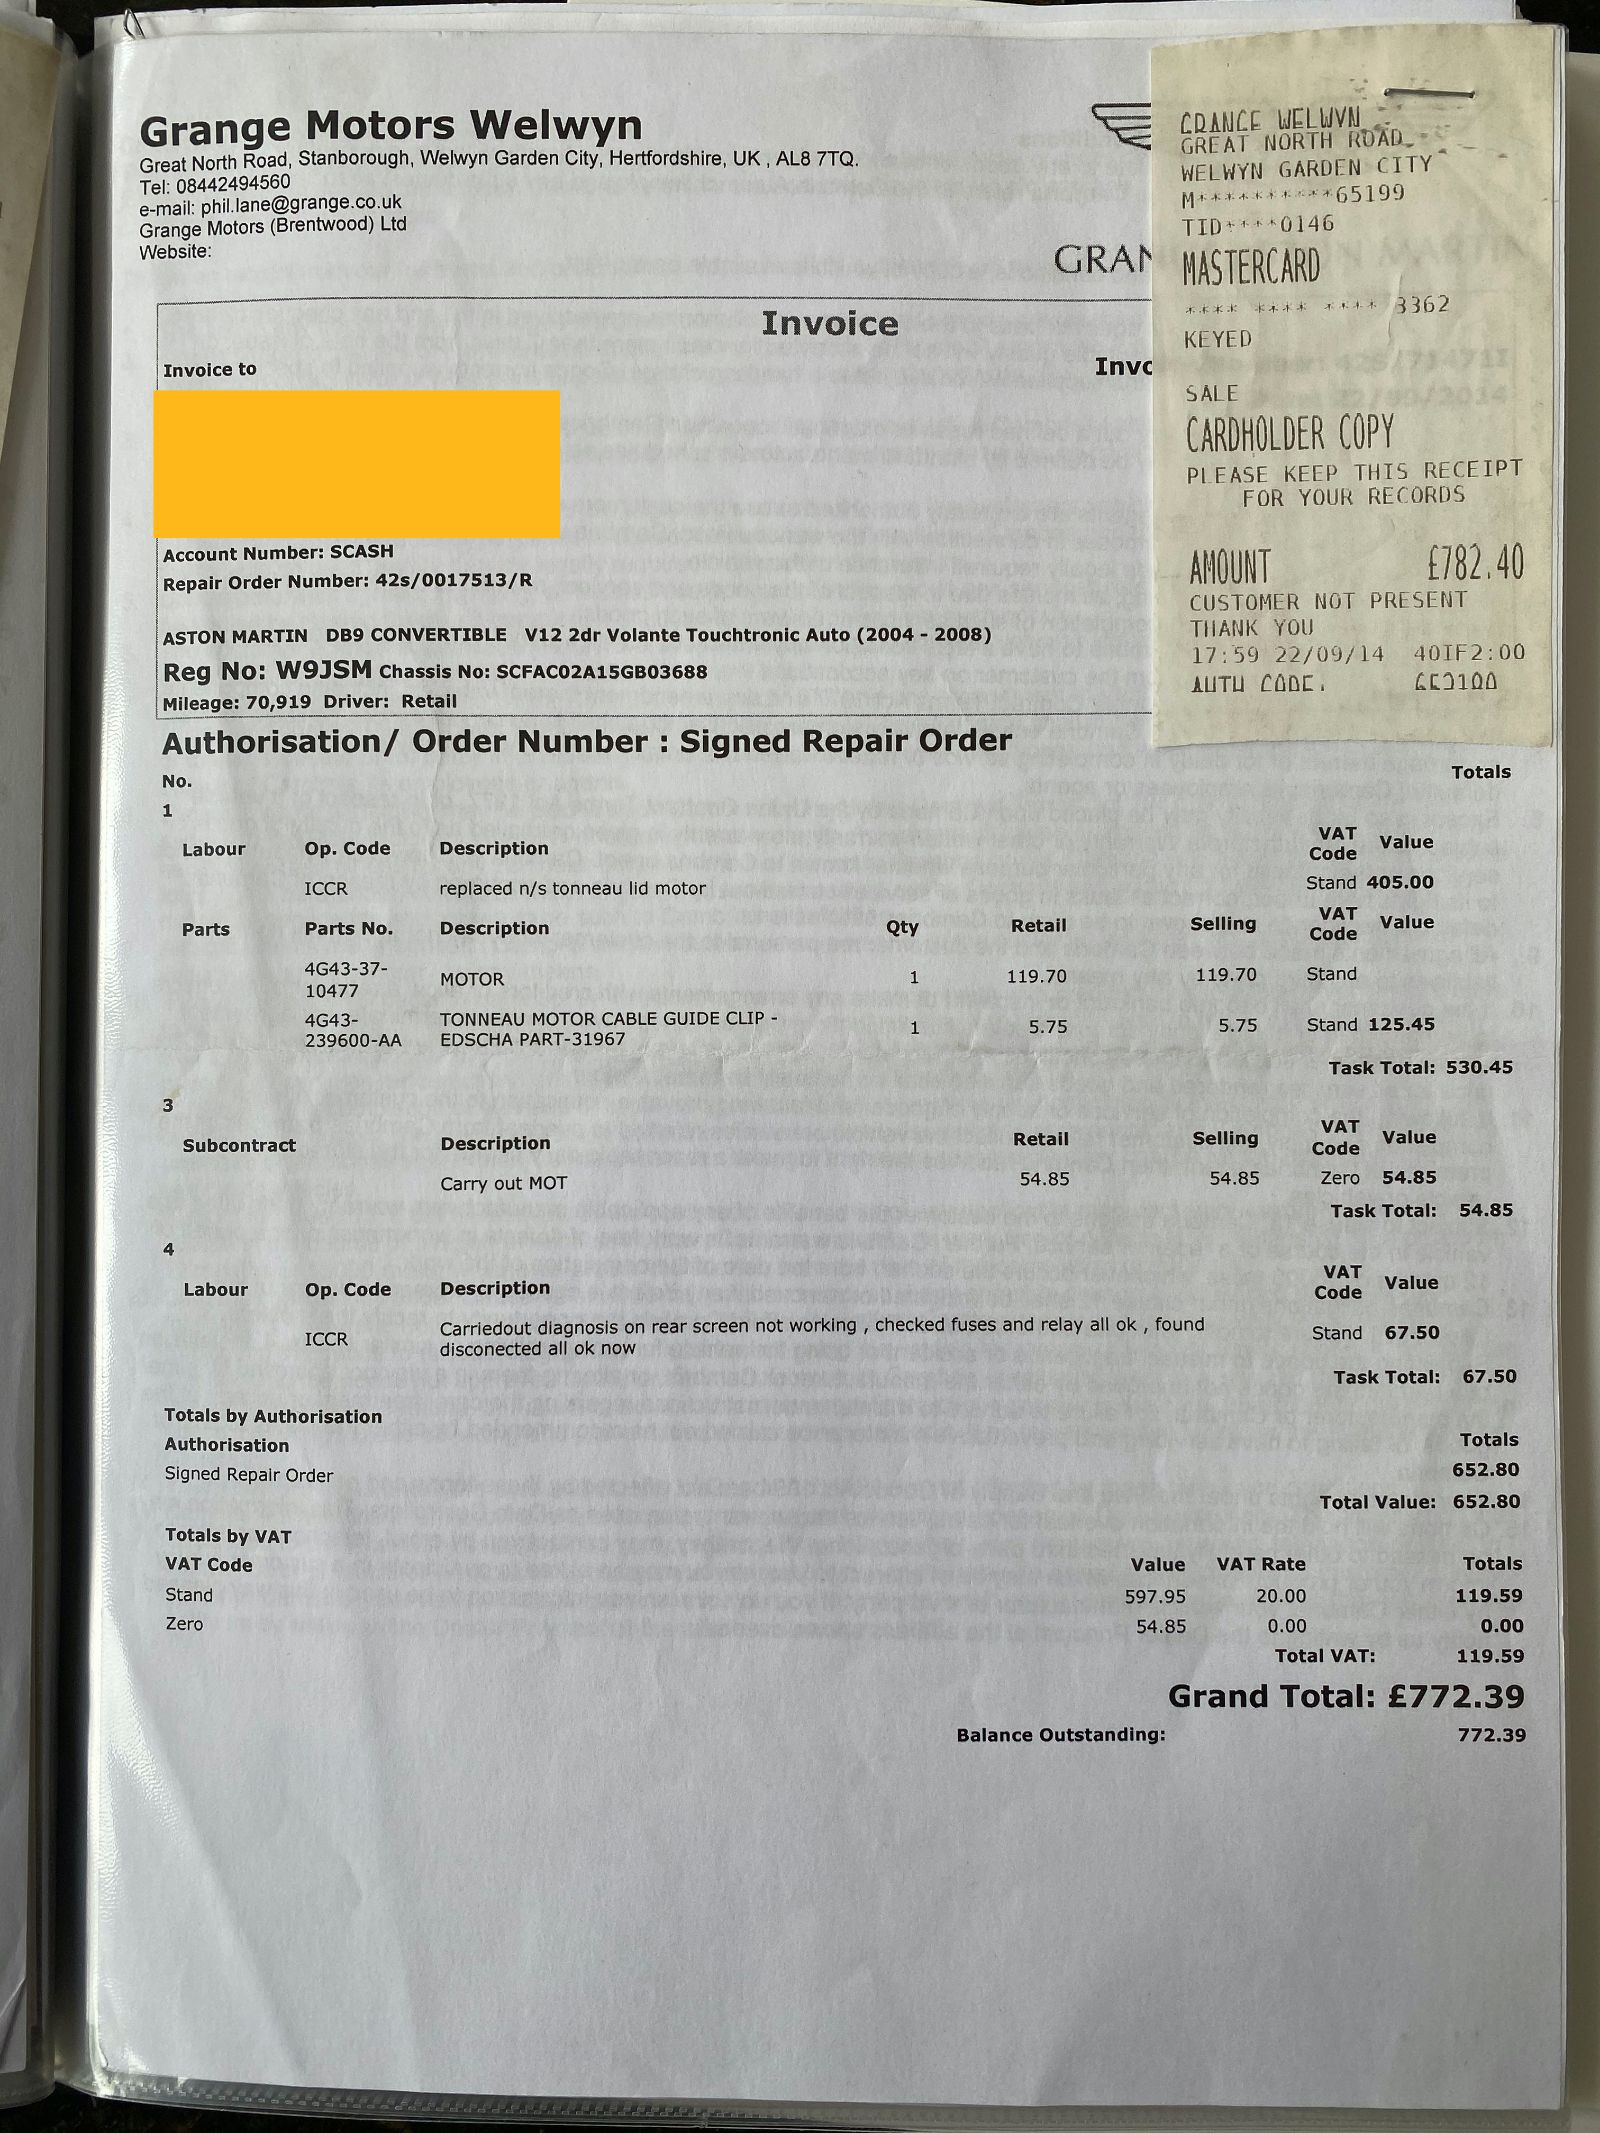 Grange Motors Welwyn
Great North Road, Stanborough, Welwyn Garden City, Hertfordshire, UK , AL8 7TQ.
Tel: 08442494560
e-mail: phil.lane@grange.co.uk
Grange Motors (Brentwood) Ltd
Website:
GRAN
Invoice
Invoice to
Invo
Account Number: SCASH
Repair Order Number: 42s/0017513/R
ASTON MARTIN DB9 CONVERTIBLE V12 2dr Volante Touchtronic Auto (2004 - 2008)
Reg No: W9JSM Chassis No: SCFAC02A15GB03688
Mileage: 70,919 Driver: Retail
GRANGE WELWYN
GREAT NORTH ROAD
WELWYN GARDEN CITY
M**********65199
TID****0146
MASTERCARD
**** **** **** 3362
KEYED
SALE
CARDHOLDER COPY
PLEASE KEEP THIS RECEIPT
FOR YOUR RECORDS
AMOUNT £782.40
CUSTOMER NOT PRESENT
THANK YOU
17:59 22/09/14 40IF2:00
AUTH CODE:
Authorisation/ Order Number : Signed Repair Order
No. Totals
1
Labour Op. Code Description VAT Code Value
ICCR replaced n/s tonneau lid motor Stand 405.00
Parts Parts No. Description Qty Retail Selling VAT Code Value
4G43-37-
10477 MOTOR 1 119.70 119.70 Stand
4G43- TONNEAU MOTOR CABLE GUIDE CLIP -
239600-AA EDSCHA PART-31967 1 5.75 5.75 Stand 125.45
Task Total: 530.45
3
Subcontract Description Retail Selling VAT Code Value
Carry out MOT 54.85 54.85 Zero 54.85
Task Total: 54.85
4
Labour Op. Code Description VAT Code Value
ICCR Carriedout diagnosis on rear screen not working , checked fuses and relay all ok , found
disconected all ok now Stand 67.50
Task Total: 67.50
Totals by Authorisation
Authorisation Totals
Signed Repair Order 652.80
Total Value: 652.80
Totals by VAT
VAT Code Value VAT Rate Totals
Stand 597.95 20.00 119.59
Zero 54.85 0.00 0.00
Total VAT: 119.59
Grand Total: £772.39
Balance Outstanding: 772.39